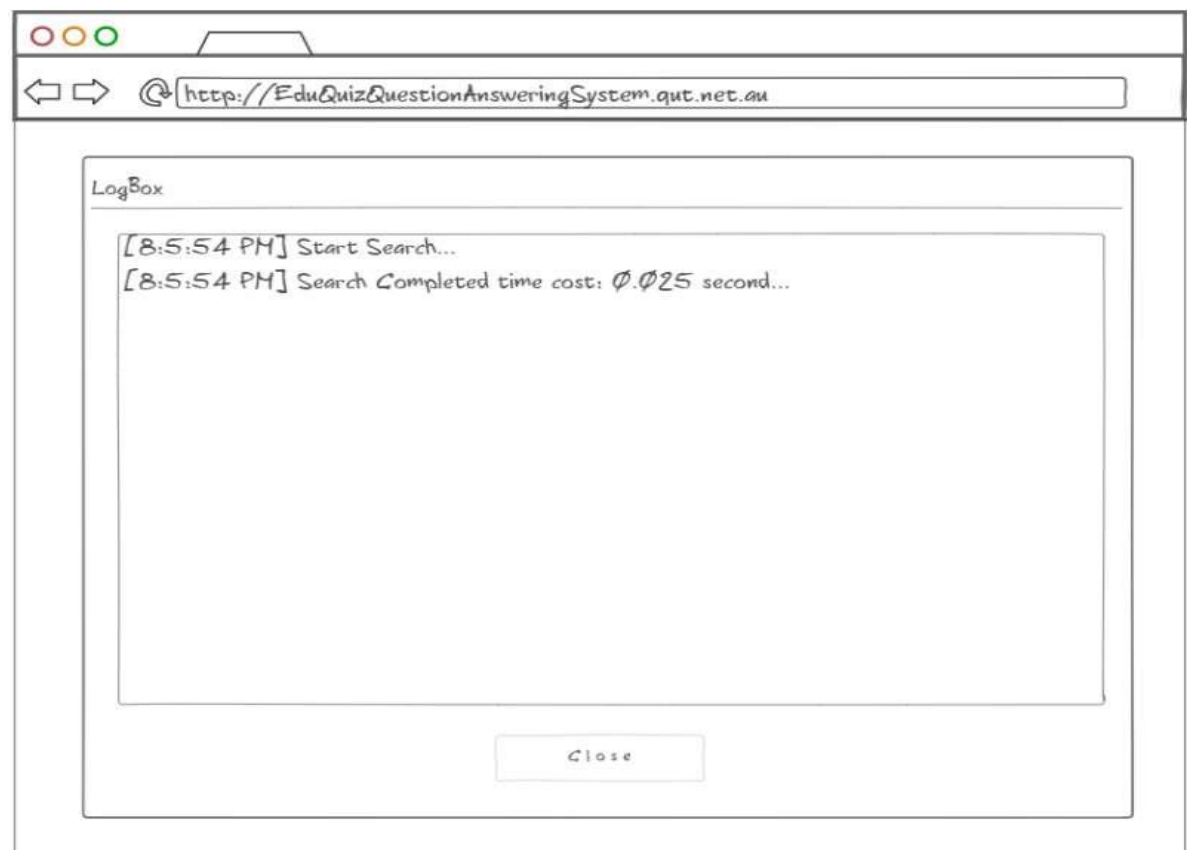 http://EduQuizQuestionAnsweringSystem.qut.net.au
LogBox
[8:5:54 PM] Start Search...
[8:5:54 PM] Search Completed time cost: 0.025 second...
Close